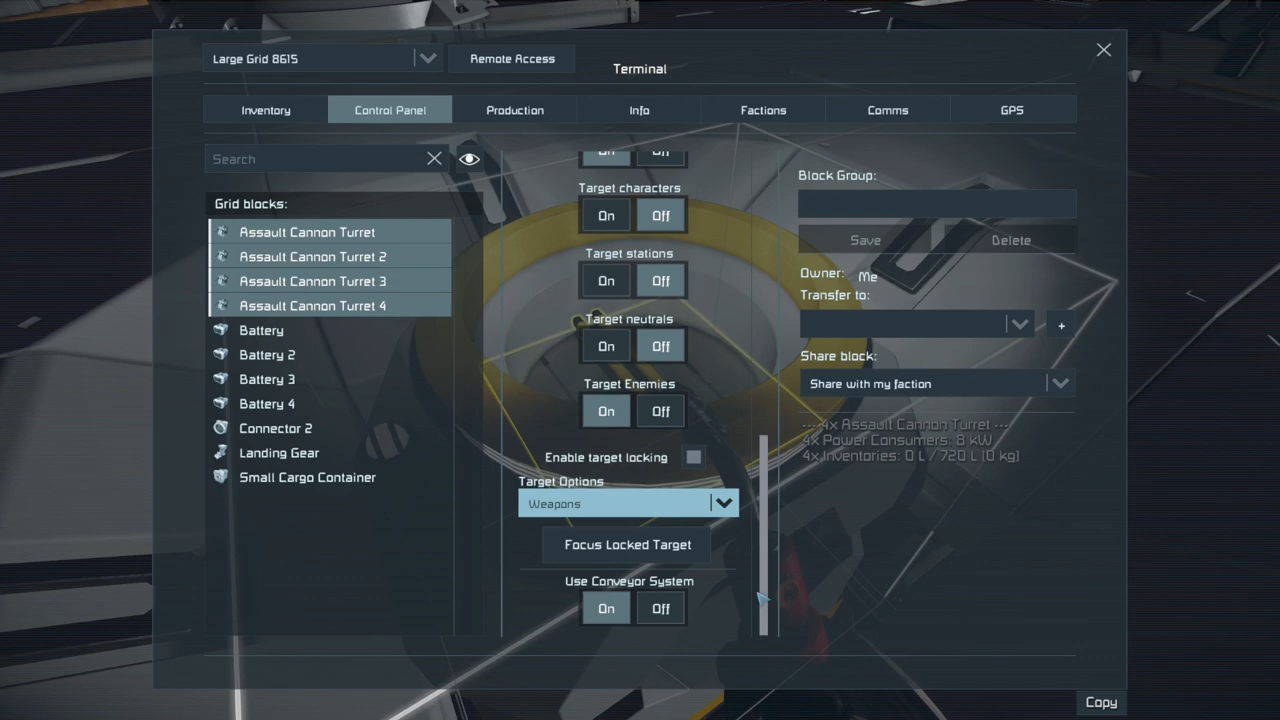 Large Grid 8615
Remote Access
Terminal
Inventory
Control Panel
Production
Info
Factions
Comms
GPS
Search
Grid blocks:
Assault Cannon Turret
Assault Cannon Turret 2
Assault Cannon Turret 3
Assault Cannon Turret 4
Battery
Battery 2
Battery 3
Battery 4
Connector 2
Landing Gear
Small Cargo Container
On Off
Target characters
On Off
Target stations
On Off
Target neutrals
On Off
Target Enemies
On Off
Enable target locking
Target Options
Weapons
Focus Locked Target
Use Conveyor System
On Off
Block Group:
Save Delete
Owner: Me
Transfer to:
+
Share block:
Share with my faction
---4x Assault Cannon Turret ---
4x Power Consumers: 8 kW
4x Inventories: 0 L / 720 L (0 kg)
Copy